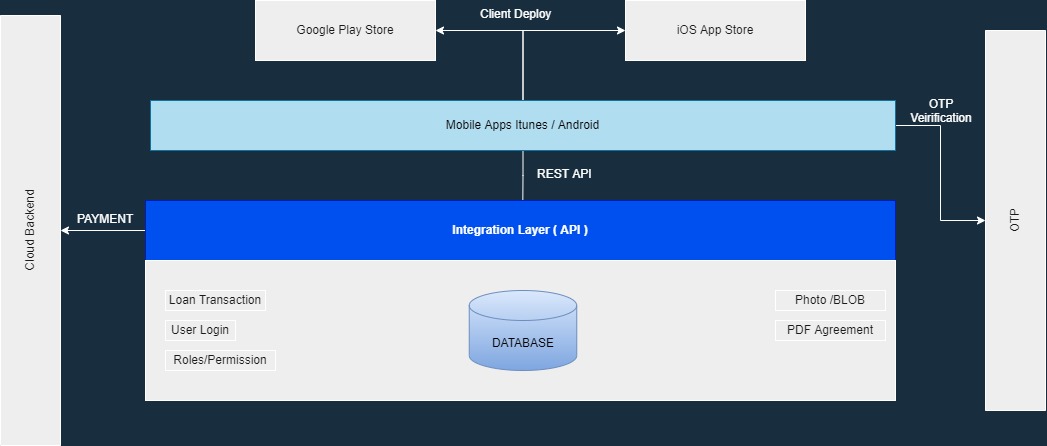 Client Deploy
Google Play Store
iOS App Store
Mobile Apps Itunes / Android
OTP
Veirification
REST API
Cloud Backend
PAYMENT
Integration Layer ( API )
OTP
Loan Transaction
User Login
Roles/Permission
DATABASE
Photo /BLOB
PDF Agreement